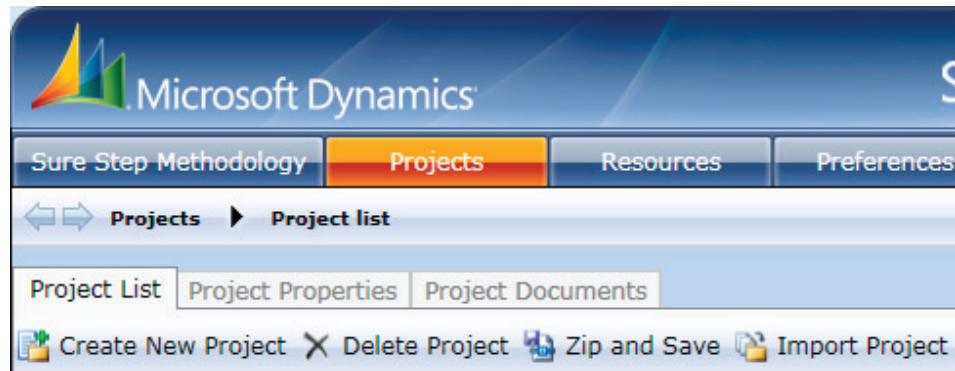 Microsoft Dynamics
S
Sure Step Methodology Projects Resources Preferences
Projects Project list
Project List Project Properties Project Documents
Create New Project Delete Project Zip and Save Import Project